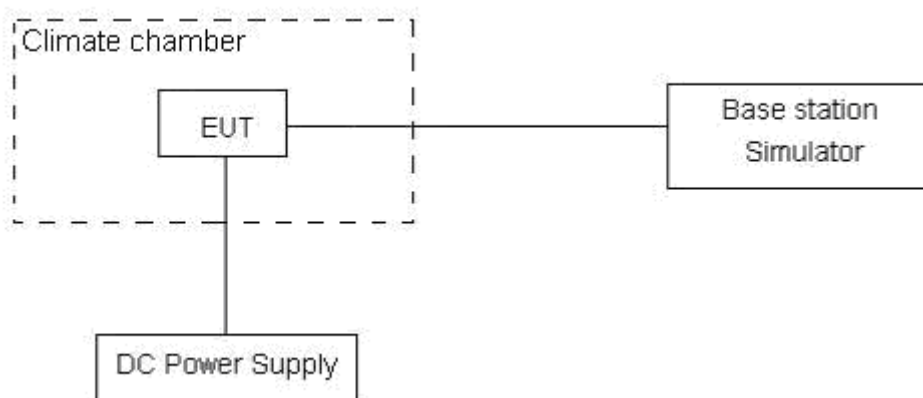 Climate chamber
EUT
Base station
Simulator
DC Power Supply